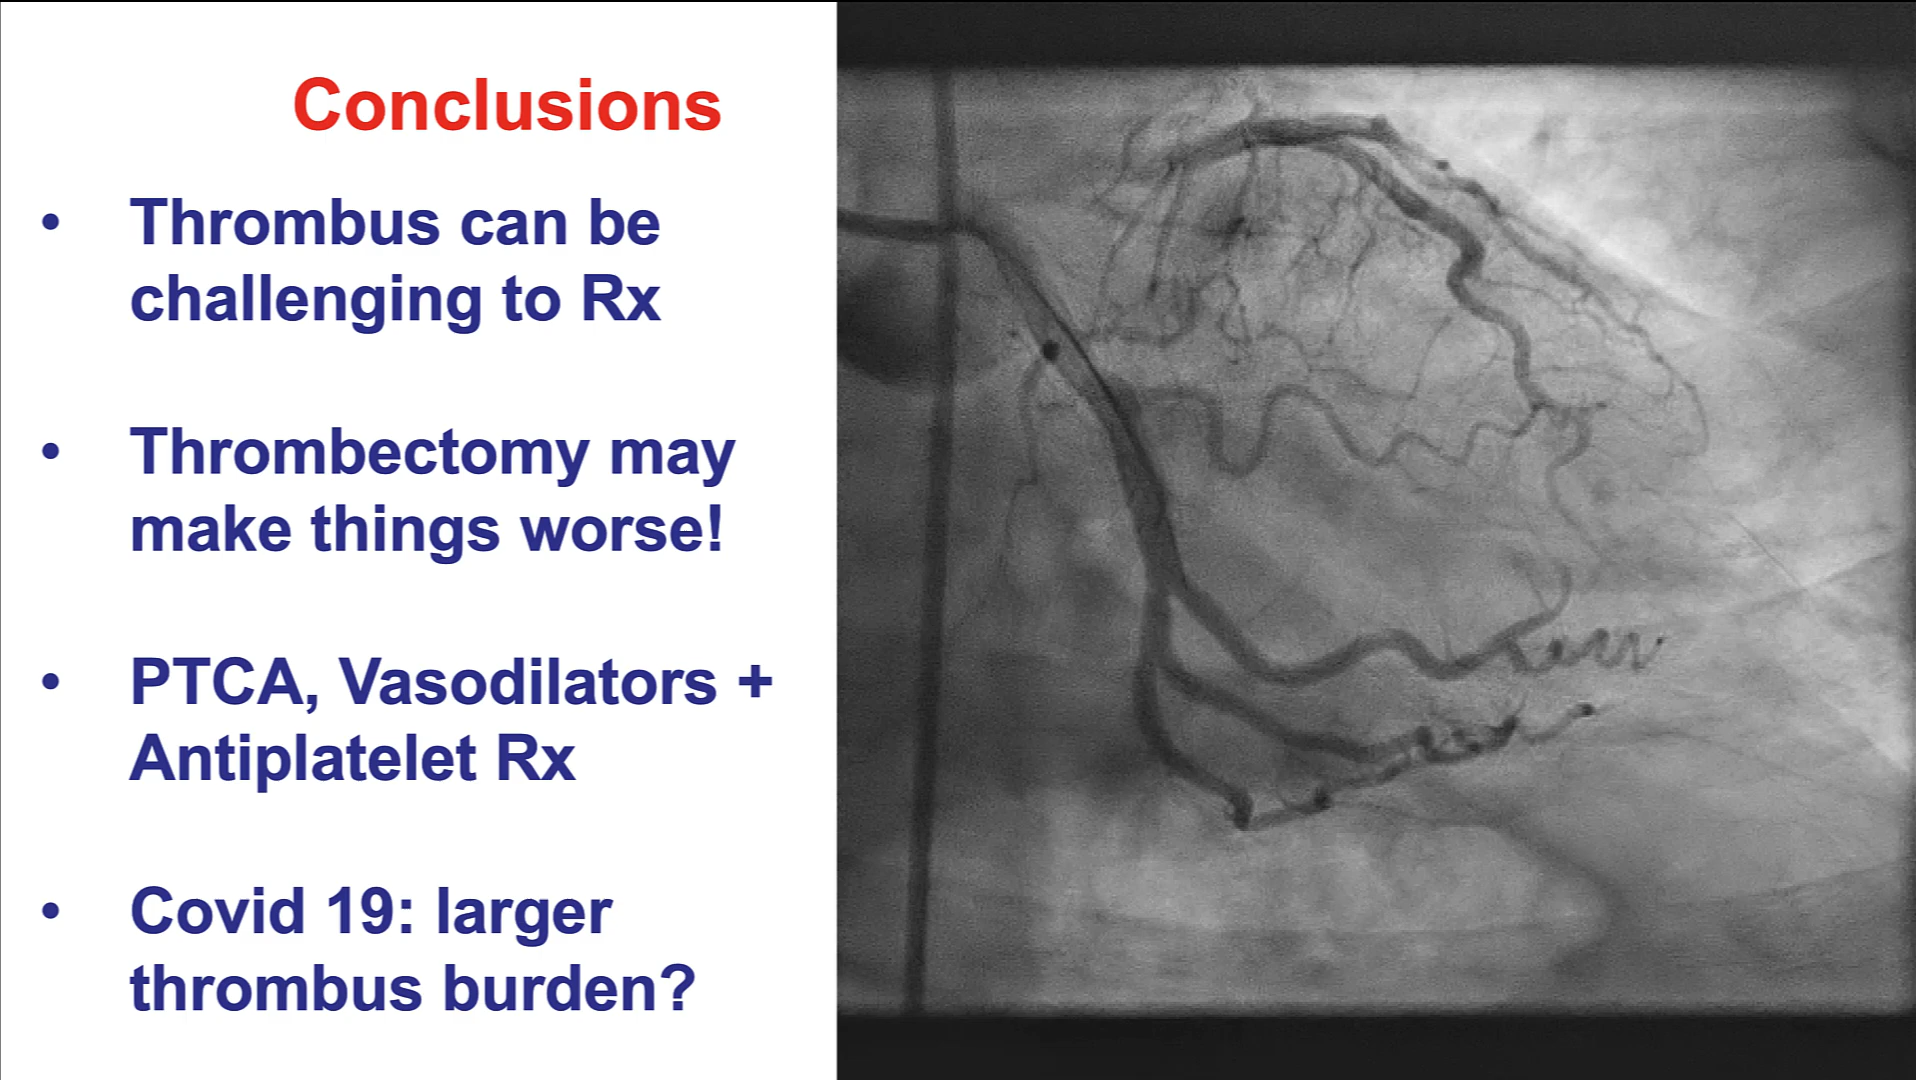 Conclusions
• Thrombus can be
challenging to Rx
• Thrombectomy may
make things worse!
• PTCA, Vasodilators +
Antiplatelet Rx
• Covid 19: larger
thrombus burden?